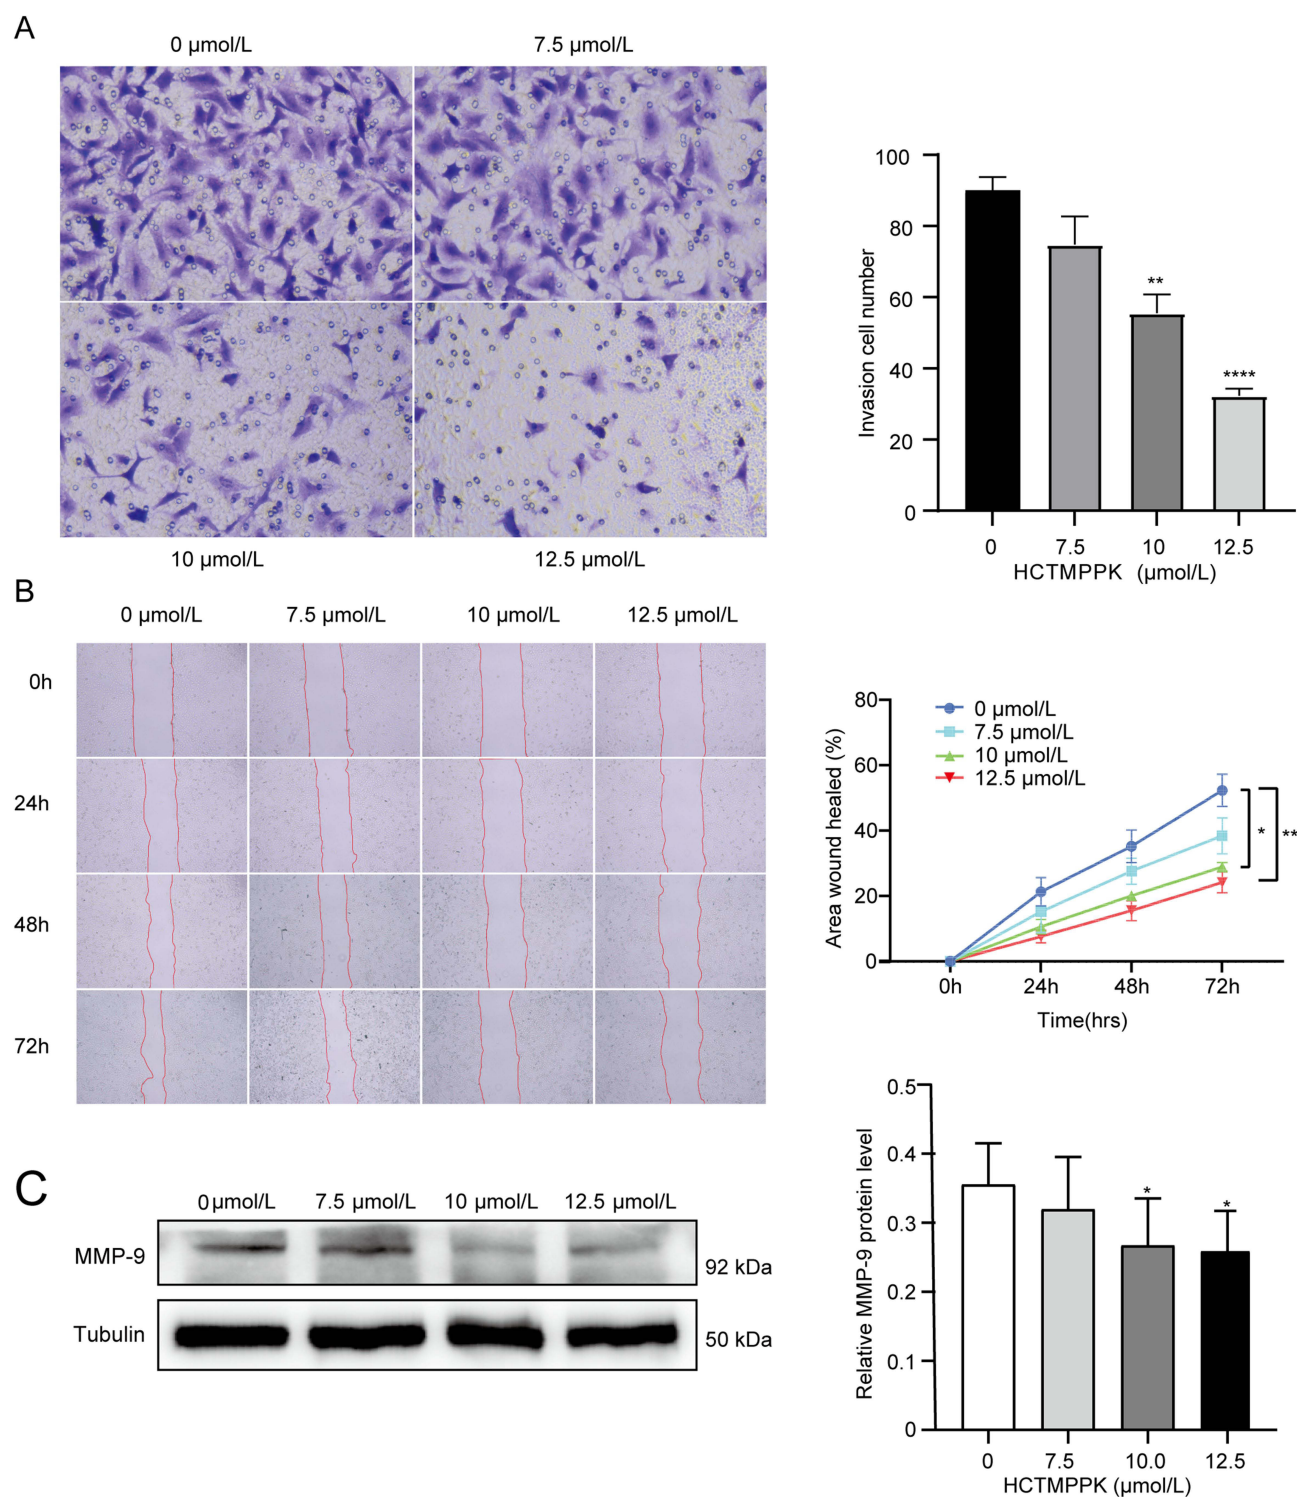 A
0 µmol/L 7.5 µmol/L
10 µmol/L 12.5 µmol/L
100
80
60
40
20
0
Invasion cell number
**
****
0 7.5 10 12.5
HCTMPPK (µmol/L)
B
0 µmol/L 7.5 µmol/L 10 µmol/L 12.5 µmol/L
0h
24h
48h
72h
80
60
40
20
0
Area wound healed (%)
0 µmol/L
7.5 µmol/L
10 µmol/L
12.5 µmol/L
* **
0h 24h 48h 72h
Time(hrs)
C
0 µmol/L 7.5 µmol/L 10 µmol/L 12.5 µmol/L
MMP-9 92 kDa
Tubulin 50 kDa
0.5
0.4
0.3
0.2
0.1
0
Relative MMP-9 protein level
* *
0 7.5 10.0 12.5
HCTMPPK (µmol/L)